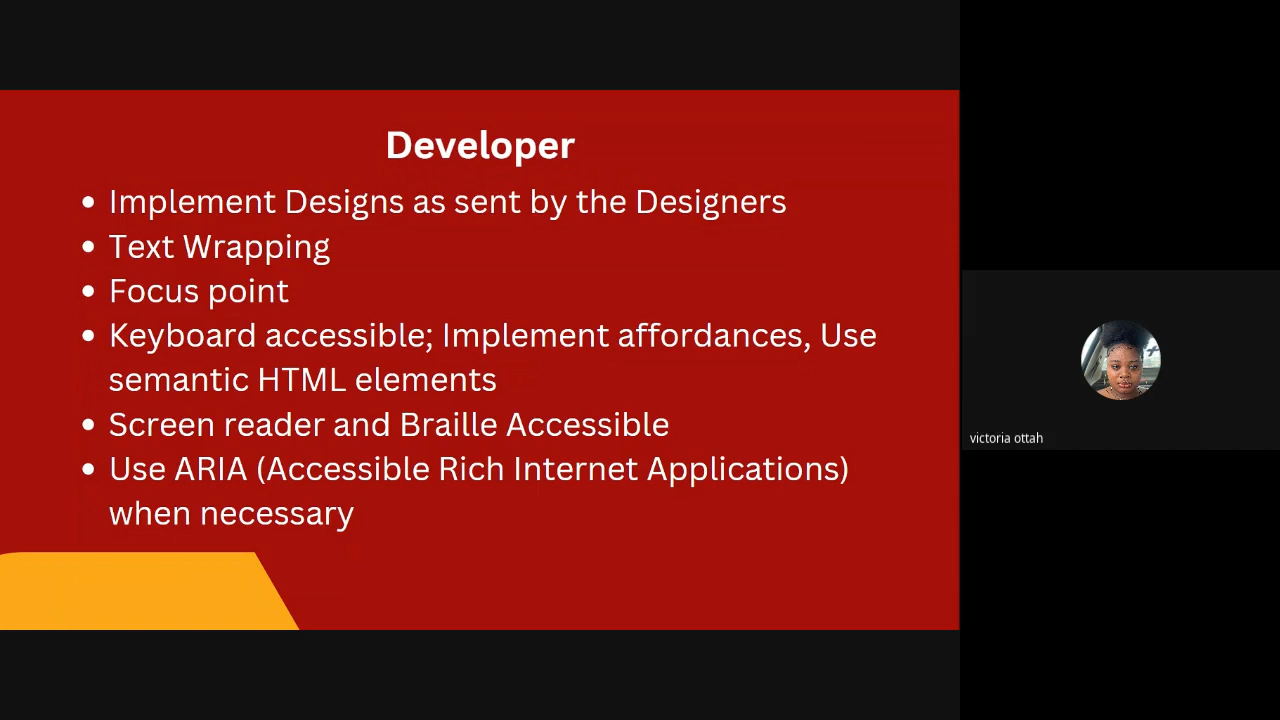 Developer
• Implement Designs as sent by the Designers
• Text Wrapping
• Focus point
• Keyboard accessible; Implement affordances, Use
semantic HTML elements
• Screen reader and Braille Accessible
• Use ARIA (Accessible Rich Internet Applications)
when necessary
victoria ottah